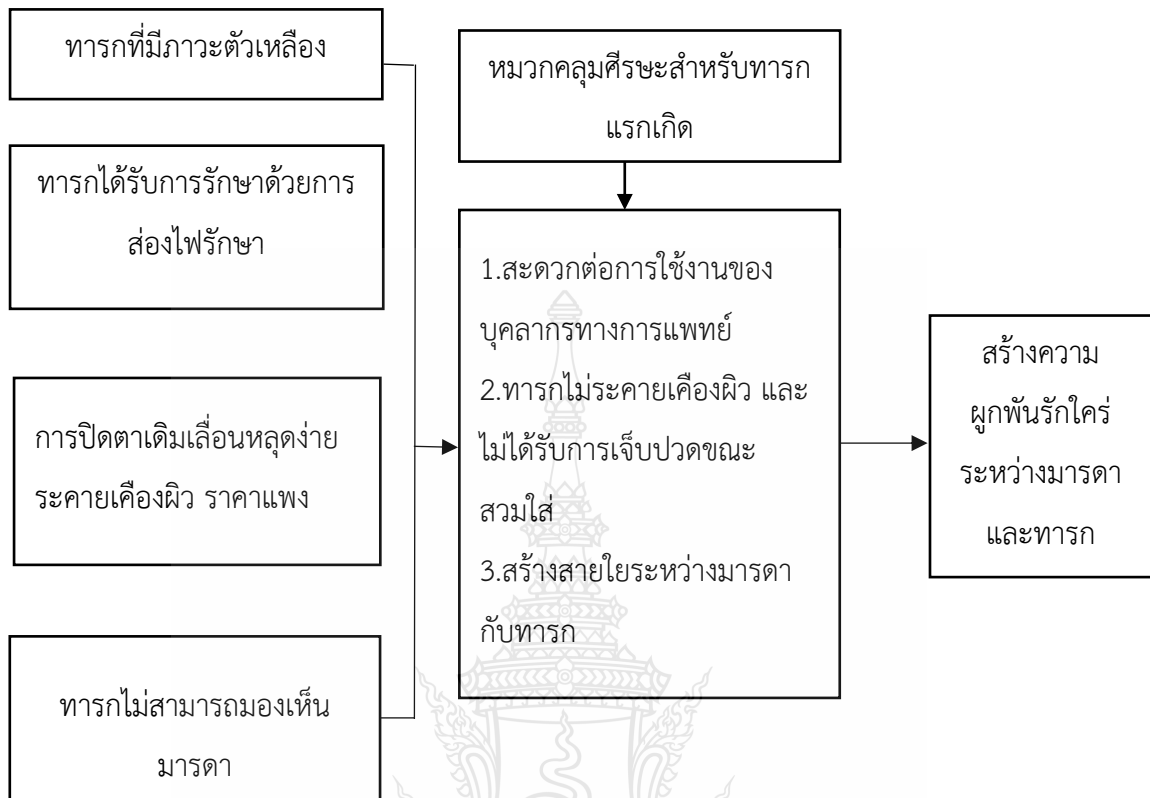 ทารกที่มีภาวะตัวเหลือง
ทารกได้รับการรักษาด้วยการ
ส่องไฟรักษา
การปิดตาเดิมเลื่อนหลุดง่าย
ระคายเคืองผิว ราคาแพง
ทารกไม่สามารถมองเห็น
มารดา
หมวกคลุมศีรษะสำหรับทารก
แรกเกิด
1.สะดวกต่อการใช้งานของ
บุคลากรทางการแพทย์
2.ทารกไม่ระคายเคืองผิว และ
ไม่ได้รับการเจ็บปวดขณะ
สวมใส่
3.สร้างสายใยระหว่างมารดา
กับทารก
สร้างความ
ผูกพันรักใคร่
ระหว่างมารดา
และทารก